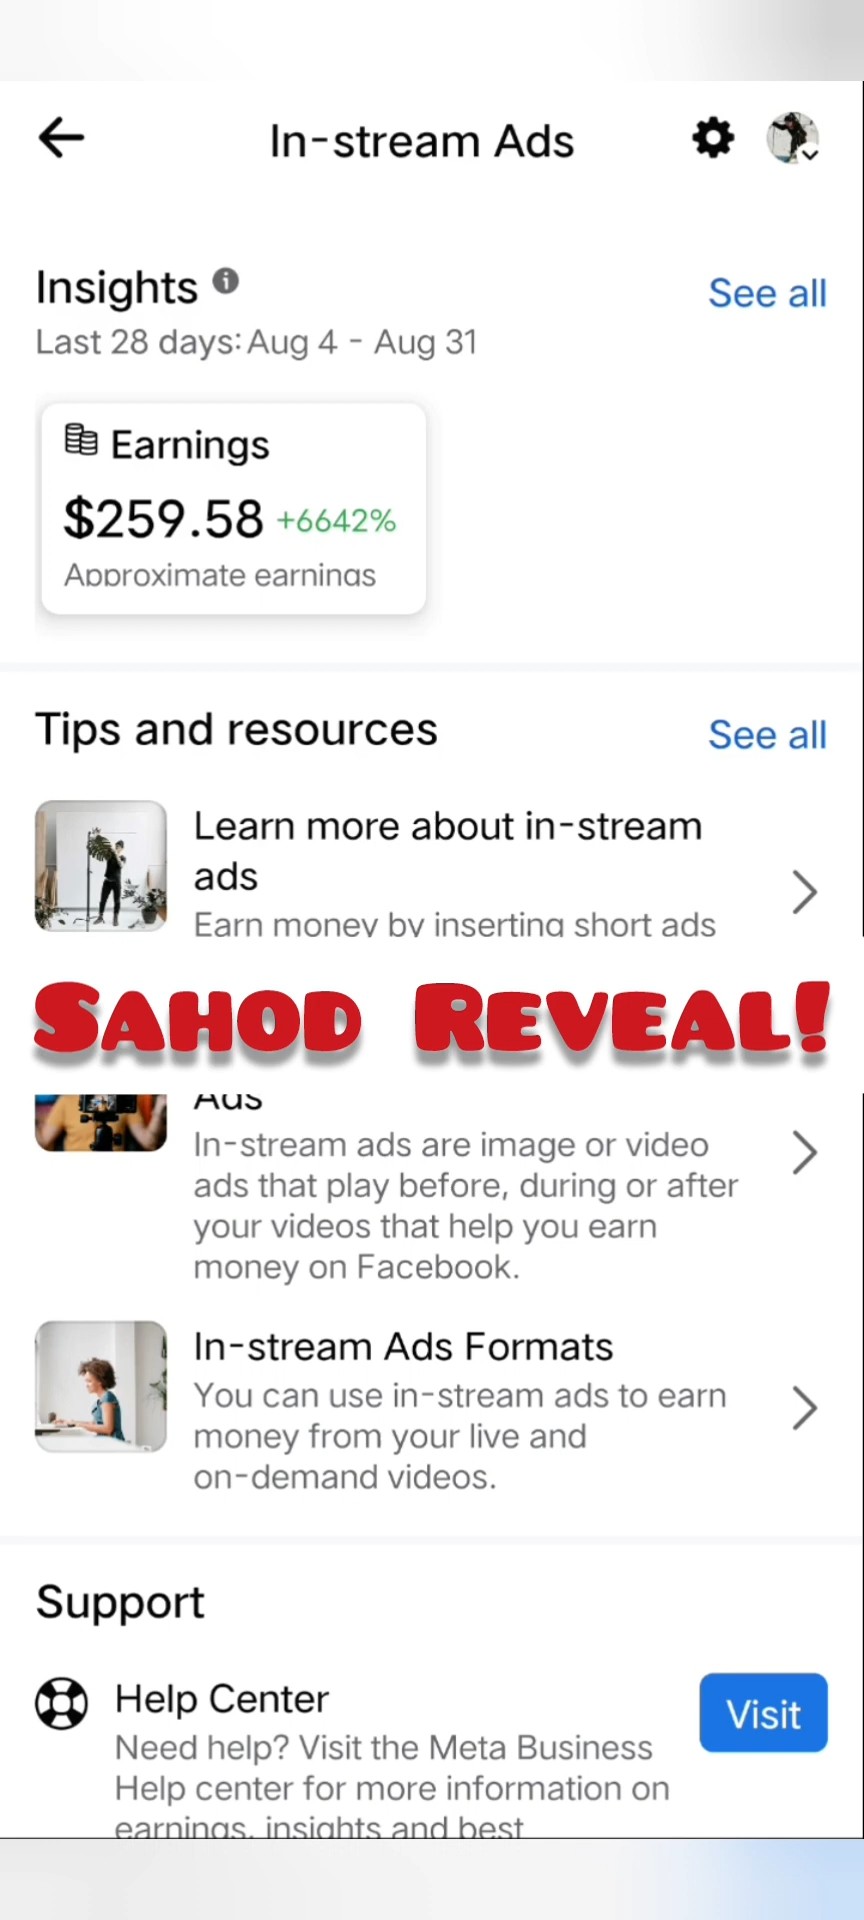 In-stream Ads
Insights
See all
Last 28 days: Aug 4 - Aug 31
Earnings
$259.58 +6642%
Approximate earnings
Tips and resources
See all
Learn more about in-stream
ads
Earn money by inserting short ads
SAHOD REVEAL!
Ads
In-stream ads are image or video
ads that play before, during or after
your videos that help you earn
money on Facebook.
In-stream Ads Formats
You can use in-stream ads to earn
money from your live and
on-demand videos.
Support
Help Center
Visit
Need help? Visit the Meta Business
Help center for more information on
earnings, insights and best